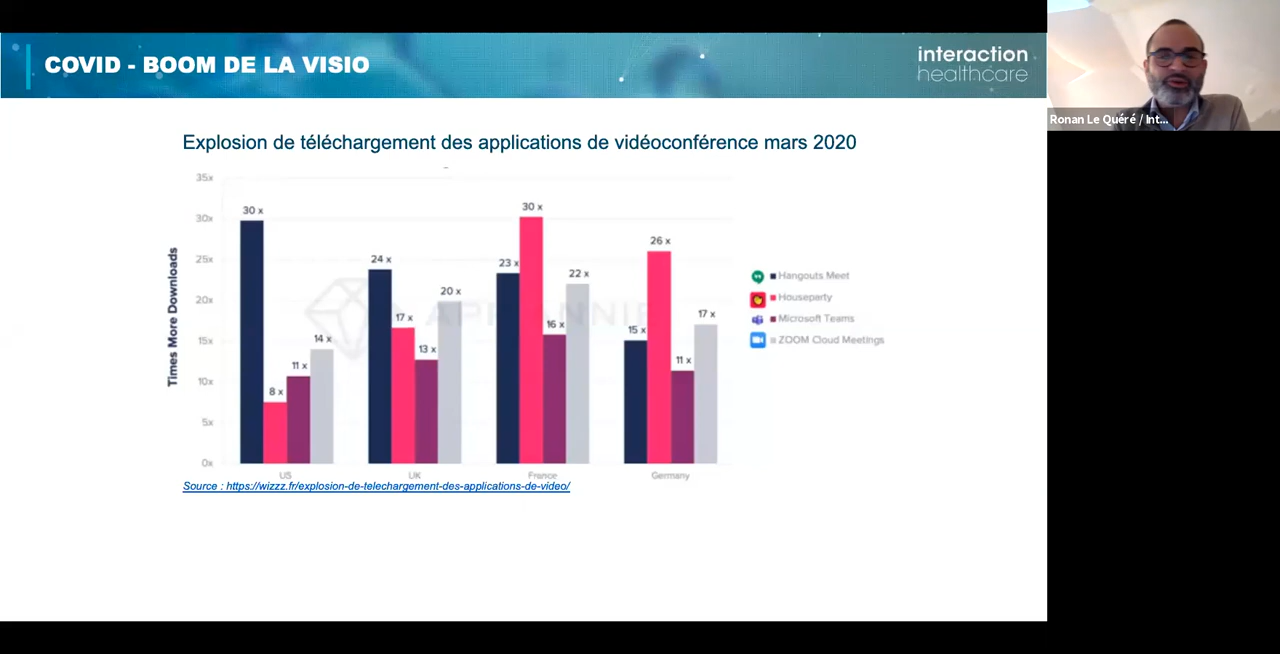 COVID - BOOM DE LA VISIO
interaction
healthcare
Ronan Le Quéré / Int...
Explosion de téléchargement des applications de vidéoconférence mars 2020
Times More Downloads
35x
30x
25x
20x
15x
10x
5x
0x
30 x
8 x
11 x
14 x
24 x
17 x
13 x
20 x
23 x
30 x
16 x
22 x
15 x
26 x
11 x
17 x
US
UK
France
Germany
Hangouts Meet
Houseparty
Microsoft Teams
ZOOM Cloud Meetings
APP ANNIE
Source : https://wizzz.fr/explosion-de-telechargement-des-applications-de-video/